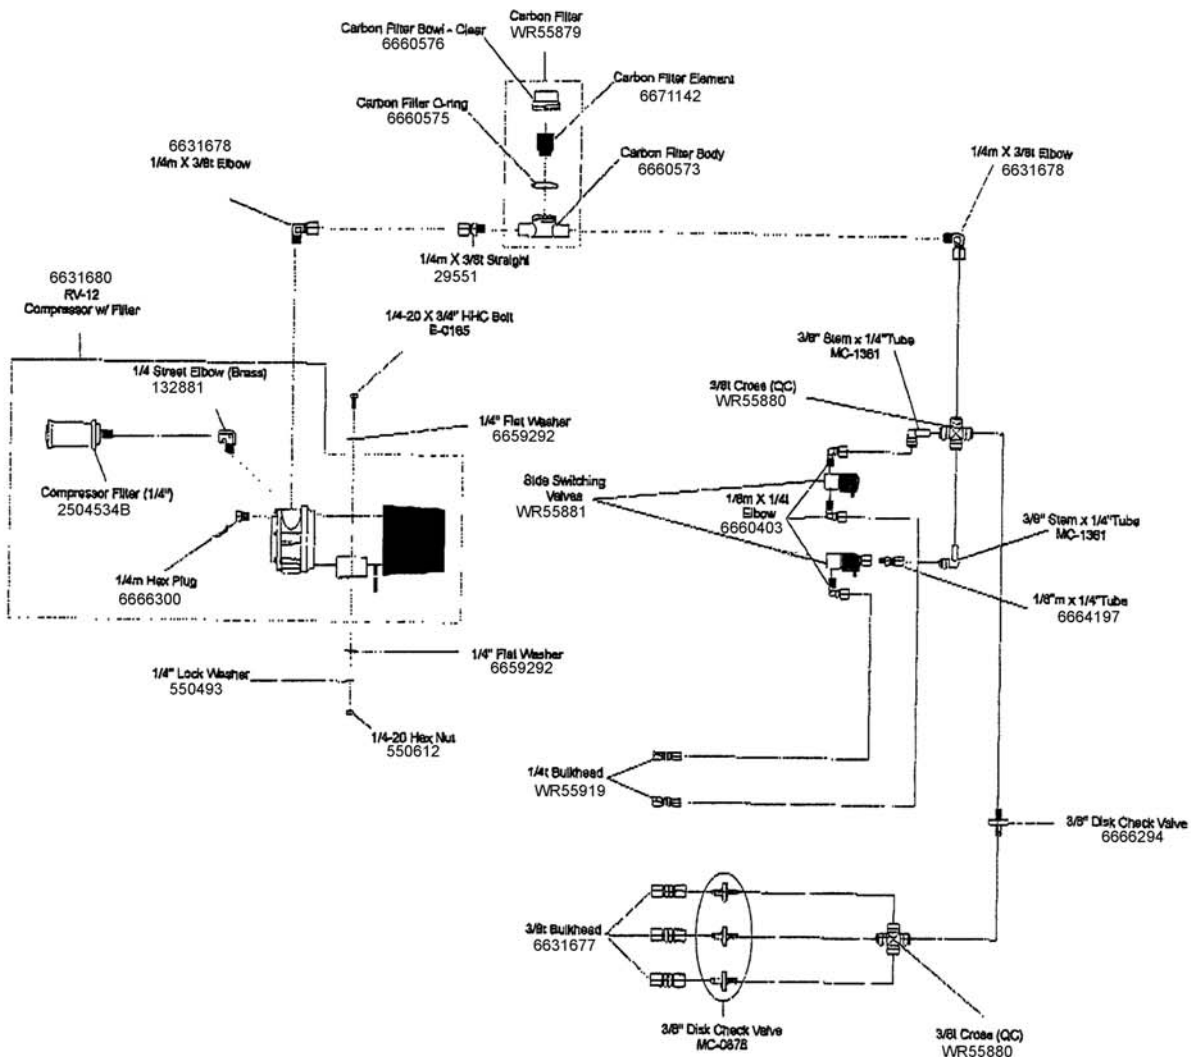 Carbon Filter
WR55879
Carbon Filter Bowl - Clear
6660576
Carbon Filter Element
6671142
Carbon Filter O-ring
6660575
6631678
1/4m X 3/8t Elbow
Carbon Filter Body
6660573
1/4m X 3/8t Elbow
6631678
1/4m X 3/8t Straight
29551
6631680
RV-12
Compressor w/ Filter
1/4-20 X 3/4" HHC Bolt
E-0165
3/8" Stem x 1/4" Tube
MC-1361
1/4 Street Elbow (Brass)
132881
3/8t Cross (QC)
WR55880
1/4" Flat Washer
6659292
Compressor Filter (1/4")
2504534B
Side Switching
Valves
WR55881
1/8m X 1/4t
Elbow
6660403
3/8" Stem x 1/4" Tube
MC-1361
1/4m Hex Plug
6666300
1/8"m x 1/4" Tube
6664197
1/4" Flat Washer
6659292
1/4" Lock Washer
550493
1/4-20 Hex Nut
550612
1/4t Bulkhead
WR55919
3/8" Disk Check Valve
6666294
3/8t Bulkhead
6631677
3/8" Disk Check Valve
MC-0878
3/8t Cross (QC)
WR55880